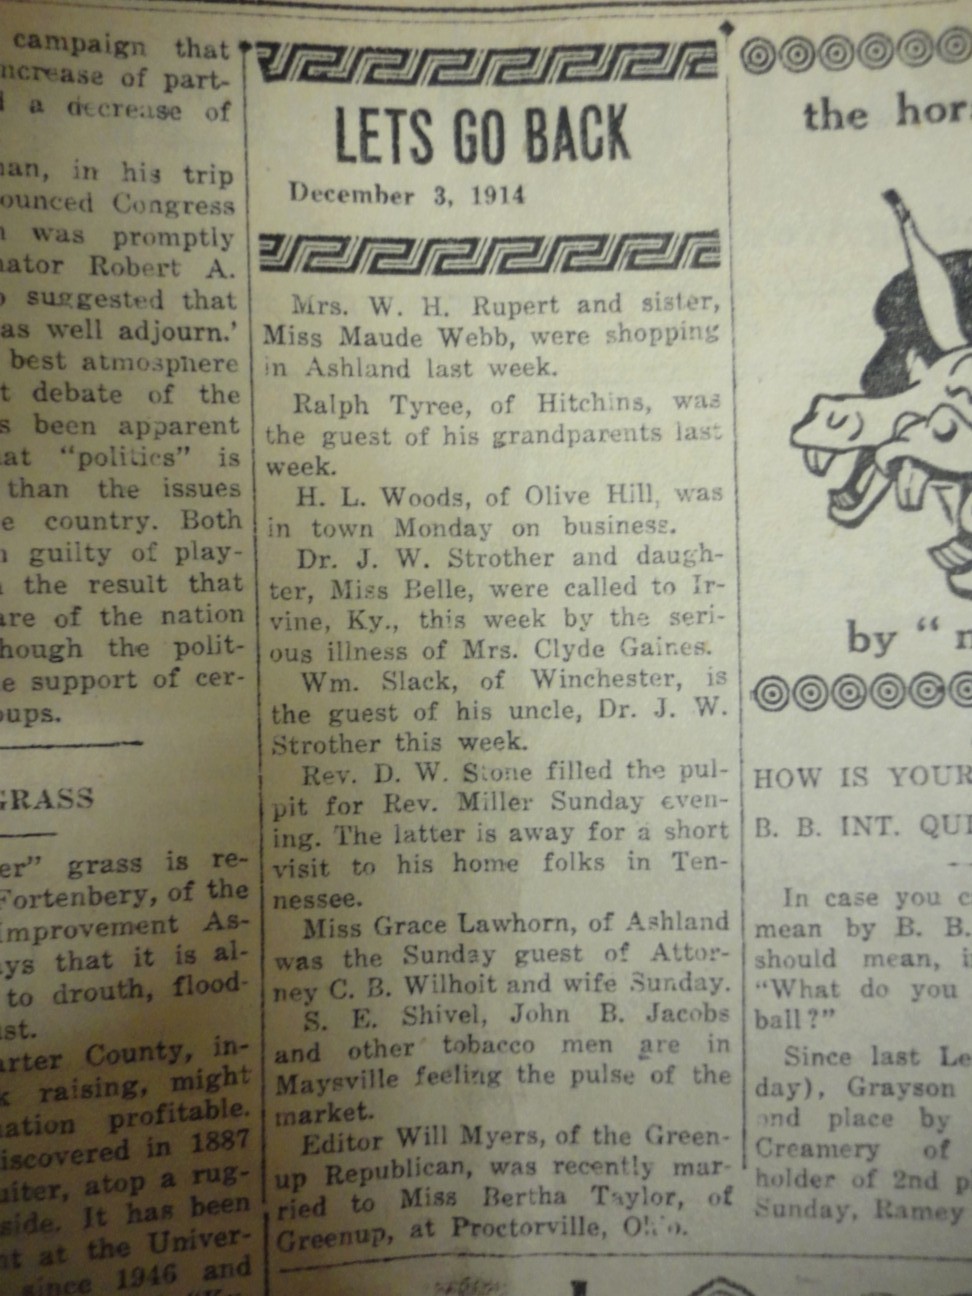 campaign that
ncrease of part-
a decrease of
an, in his trip
ounced Congress
was promptly
ator Robert A.
suggested that
as well adjourn.'
best atmosphere
t debate of the
s been apparent
at "politics" is
than the issues
e country. Both
guilty of play-
the result that
are of the nation
hough the polit-
e support of cer-
oups.
GRASS
er" grass is re-
Fortenbery, of the
improvement As-
ays that it is al-
to drouth, flood-
ust.
arter County, in-
k raising, might
nation profitable.
iscovered in 1887
uiter, atop a rug-
side. It has been
nt at the Univer-
since 1946 and
LETS GO BACK
December 3, 1914
Mrs. W. H. Rupert and sister,
Miss Maude Webb, were shopping
in Ashland last week.
Ralph Tyree, of Hitchins, was
the guest of his grandparents last
week.
H. L. Woods, of Olive Hill, was
in town Monday on business.
Dr. J. W. Strother and daugh-
ter, Miss Belle, were called to Ir-
vine, Ky., this week by the seri-
ous illness of Mrs. Clyde Gaines.
Wm. Slack, of Winchester, is
the guest of his uncle, Dr. J. W.
Strother this week.
Rev. D. W. Stone filled the pul-
pit for Rev. Miller Sunday even-
ing. The latter is away for a short
visit to his home folks in Ten-
nessee.
Miss Grace Lawhorn, of Ashland
was the Sunday guest of Attor-
ney C. B. Wilhoit and wife Sunday.
S. E. Shivel, John B. Jacobs
and other tobacco men are in
Maysville feeling the pulse of the
market.
Editor Will Myers, of the Green-
up Republican, was recently mar-
ried to Miss Bertha Taylor, of
Greenup, at Proctorville, Ohio.
the hor
by "
HOW IS YOUR
B. B. INT. QUI
In case you c
mean by B. B.
should mean, i
"What do you
ball?"
Since last Le
day), Grayson
and place by
Creamery of
holder of 2nd p
Sunday, Ramey